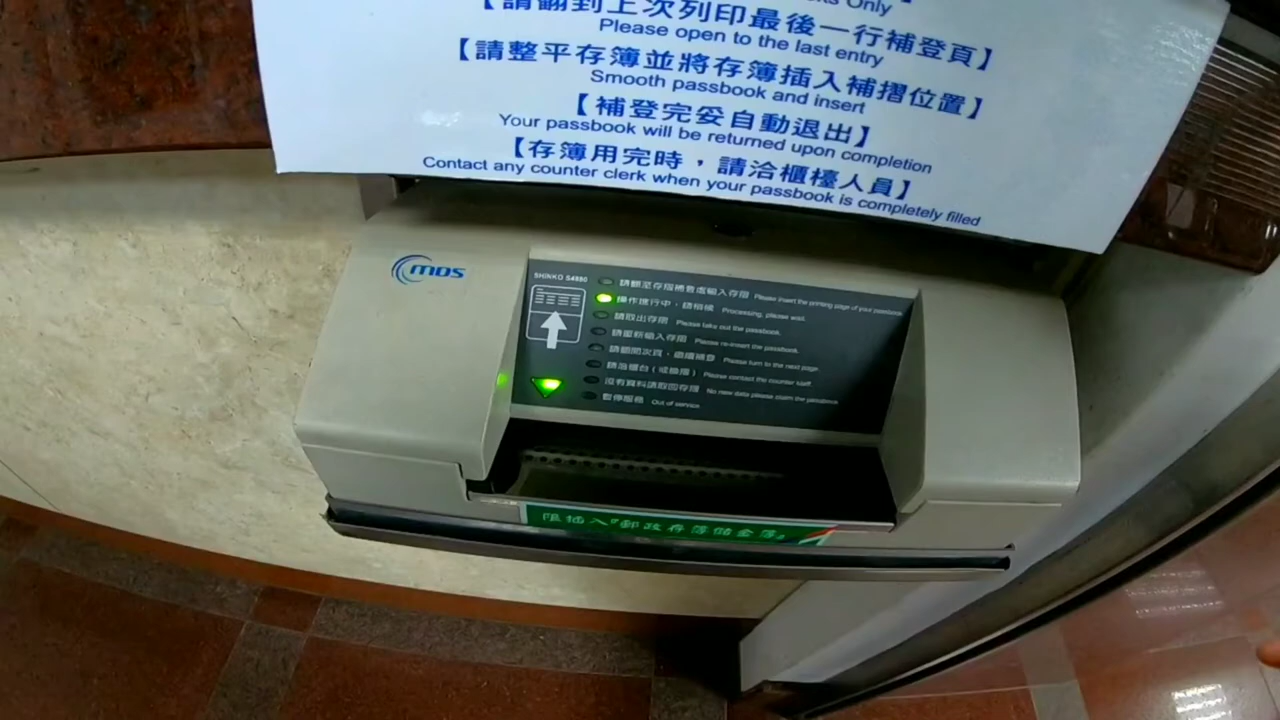 Only
【請翻到上次列印最後一行補登頁】
Please open to the last entry
【請整平存簿並將存簿插入補摺位置】
Smooth passbook and insert
【補登完妥自動退出】
Your passbook will be returned upon completion
【存簿用完時，請洽櫃檯人員】
Contact any counter clerk when your passbook is completely filled
MDS
SHINKO S4980
請翻至存摺補登處插入存摺 Please insert the printing page of your passbook
操作進行中，請稍候 Processing, please wait.
請取出存摺 Please take out the passbook.
請重新插入存摺 Please re-insert the passbook.
請翻開次頁，繼續補登 Please turn to the next page
請洽櫃台（或換摺） Please contact the counter staff.
沒有資料請取回存摺 No new data please claim the passbook
暫停服務 Out of service
限插入『郵政存簿儲金簿』